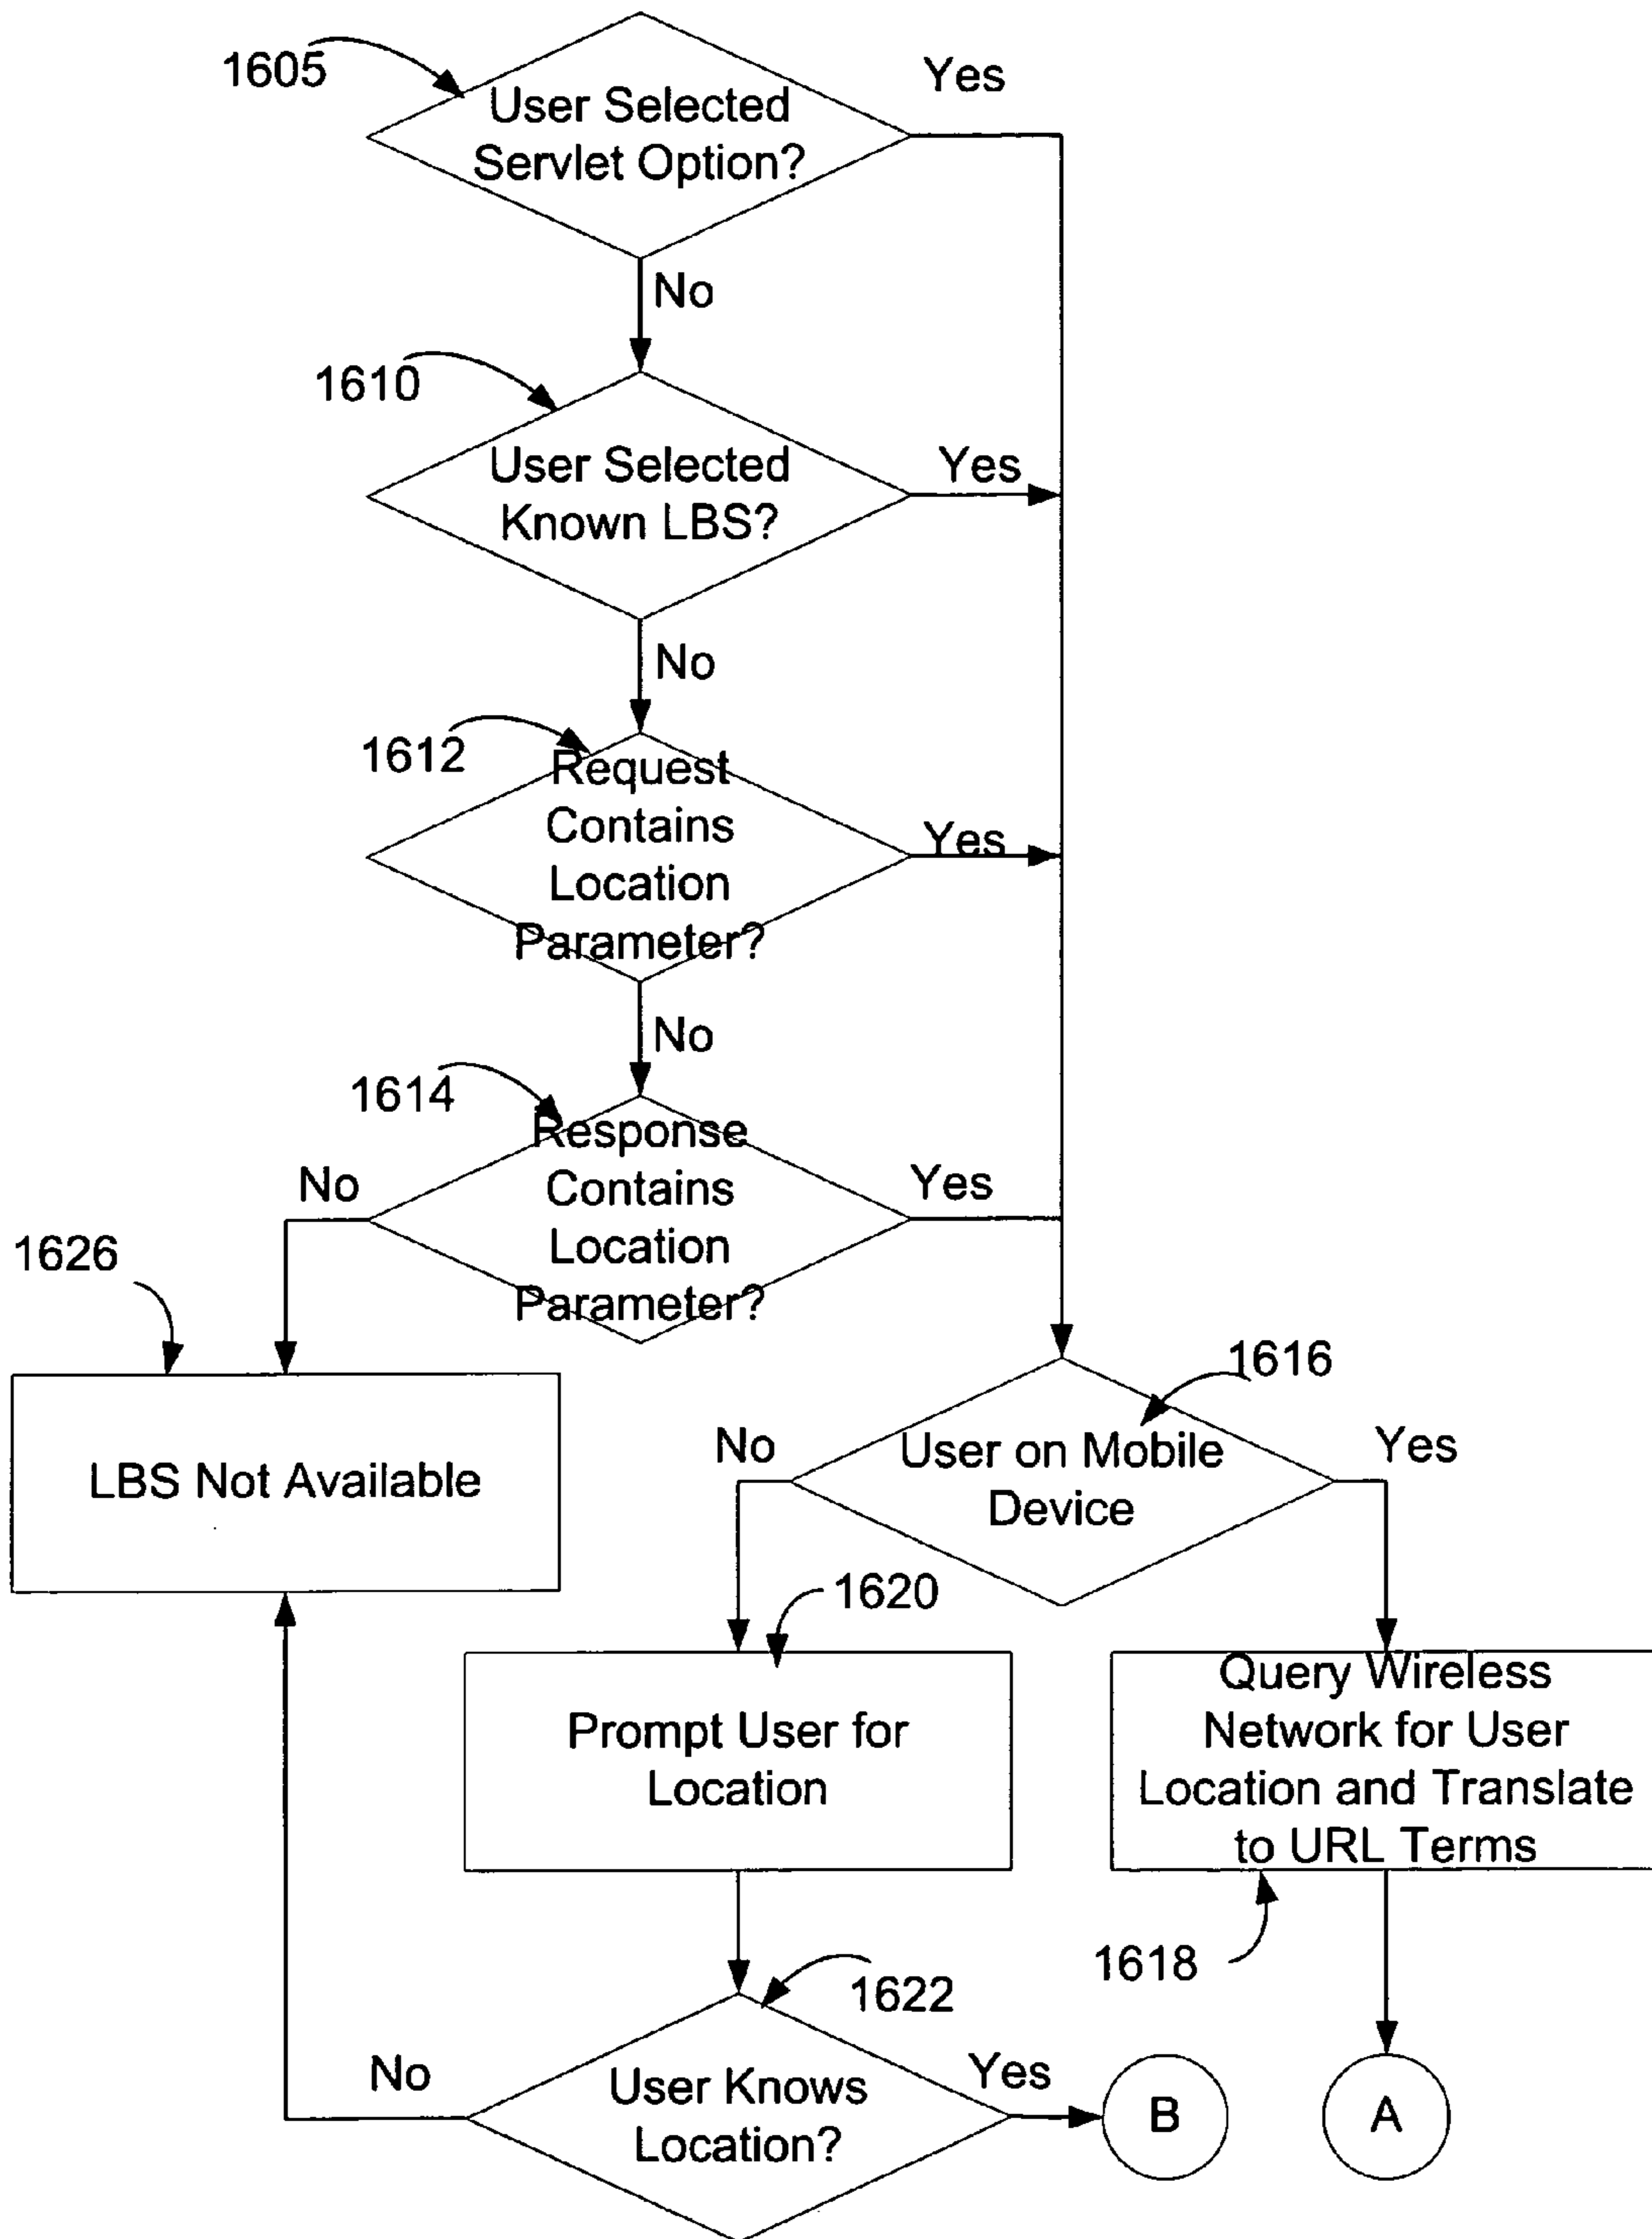 1605
User Selected
Servlet Option?
Yes
No
1610
User Selected
Known LBS?
Yes
No
1612
Request
Contains
Location
Parameter?
Yes
No
1614
Response
Contains
Location
Parameter?
No
Yes
1626
LBS Not Available
1616
User on Mobile
Device
No
Yes
1620
Prompt User for
Location
Query Wireless
Network for User
Location and Translate
to URL Terms
1618
1622
User Knows
Location?
No
Yes
B
A